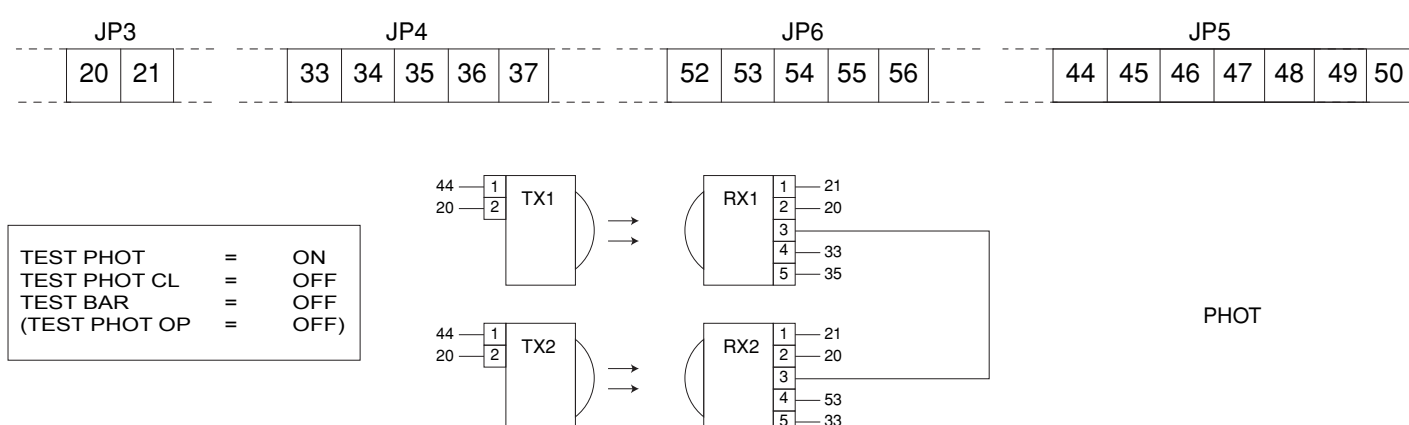 JP3 JP4 JP6 JP5
20 21 33 34 35 36 37 52 53 54 55 56 44 45 46 47 48 49 50
TEST PHOT = ON
TEST PHOT CL = OFF
TEST BAR = OFF
(TEST PHOT OP = OFF)
44 1 TX1 RX1 1 21
20 2 2 20
3
4 33
5 35
44 1 TX2 RX2 1 21
20 2 2 20
3
4 53
5 33
PHOT